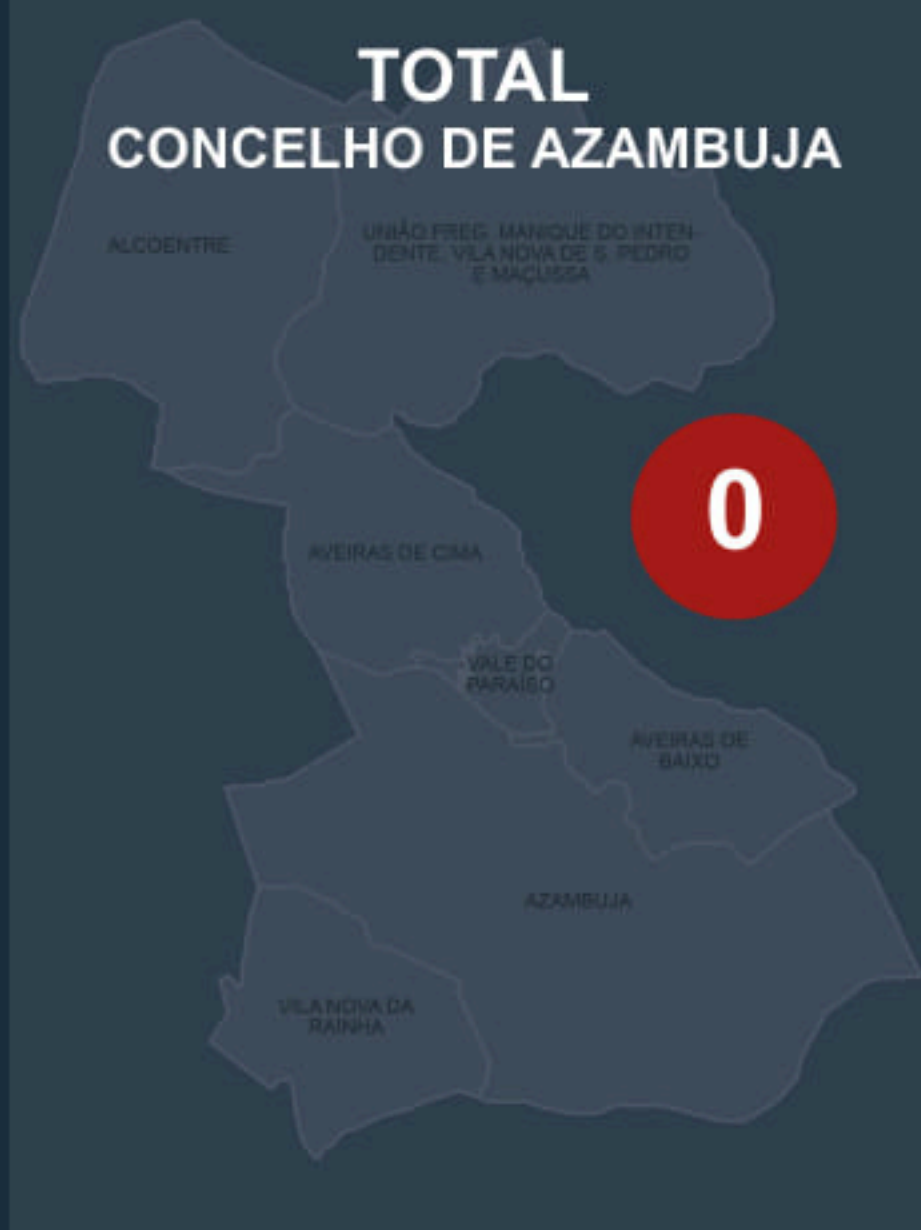 TOTAL
CONCELHO DE AZAMBUJA
ALCOENTRE
UNIÃO FREG. MANIQUE DO INTEN-
DENTE, VILA NOVA DE S. PEDRO
E MAÇUSSA
0
AVEIRAS DE CIMA
VALE DO
PARAÍSO
AVEIRAS DE
BAIXO
AZAMBUJA
VILA NOVA DA
RAINHA